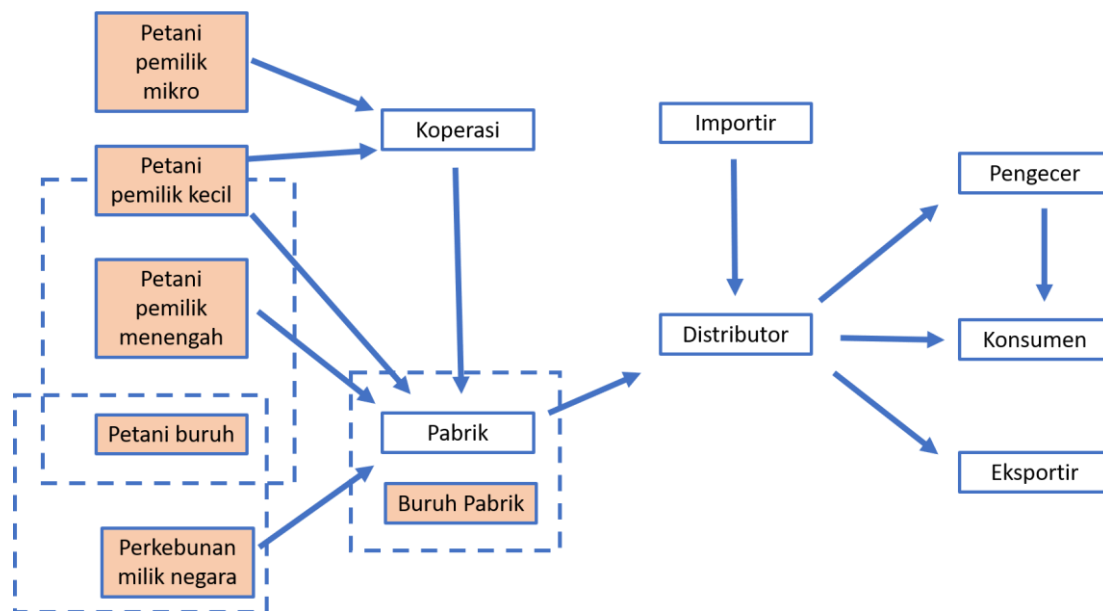 Petani
pemilik
mikro
Koperasi
Importir
Petani
pemilik kecil
Pengecer
Petani
pemilik
menengah
Distributor
Konsumen
Petani buruh
Pabrik
Buruh Pabrik
Eksportir
Perkebunan
milik negara